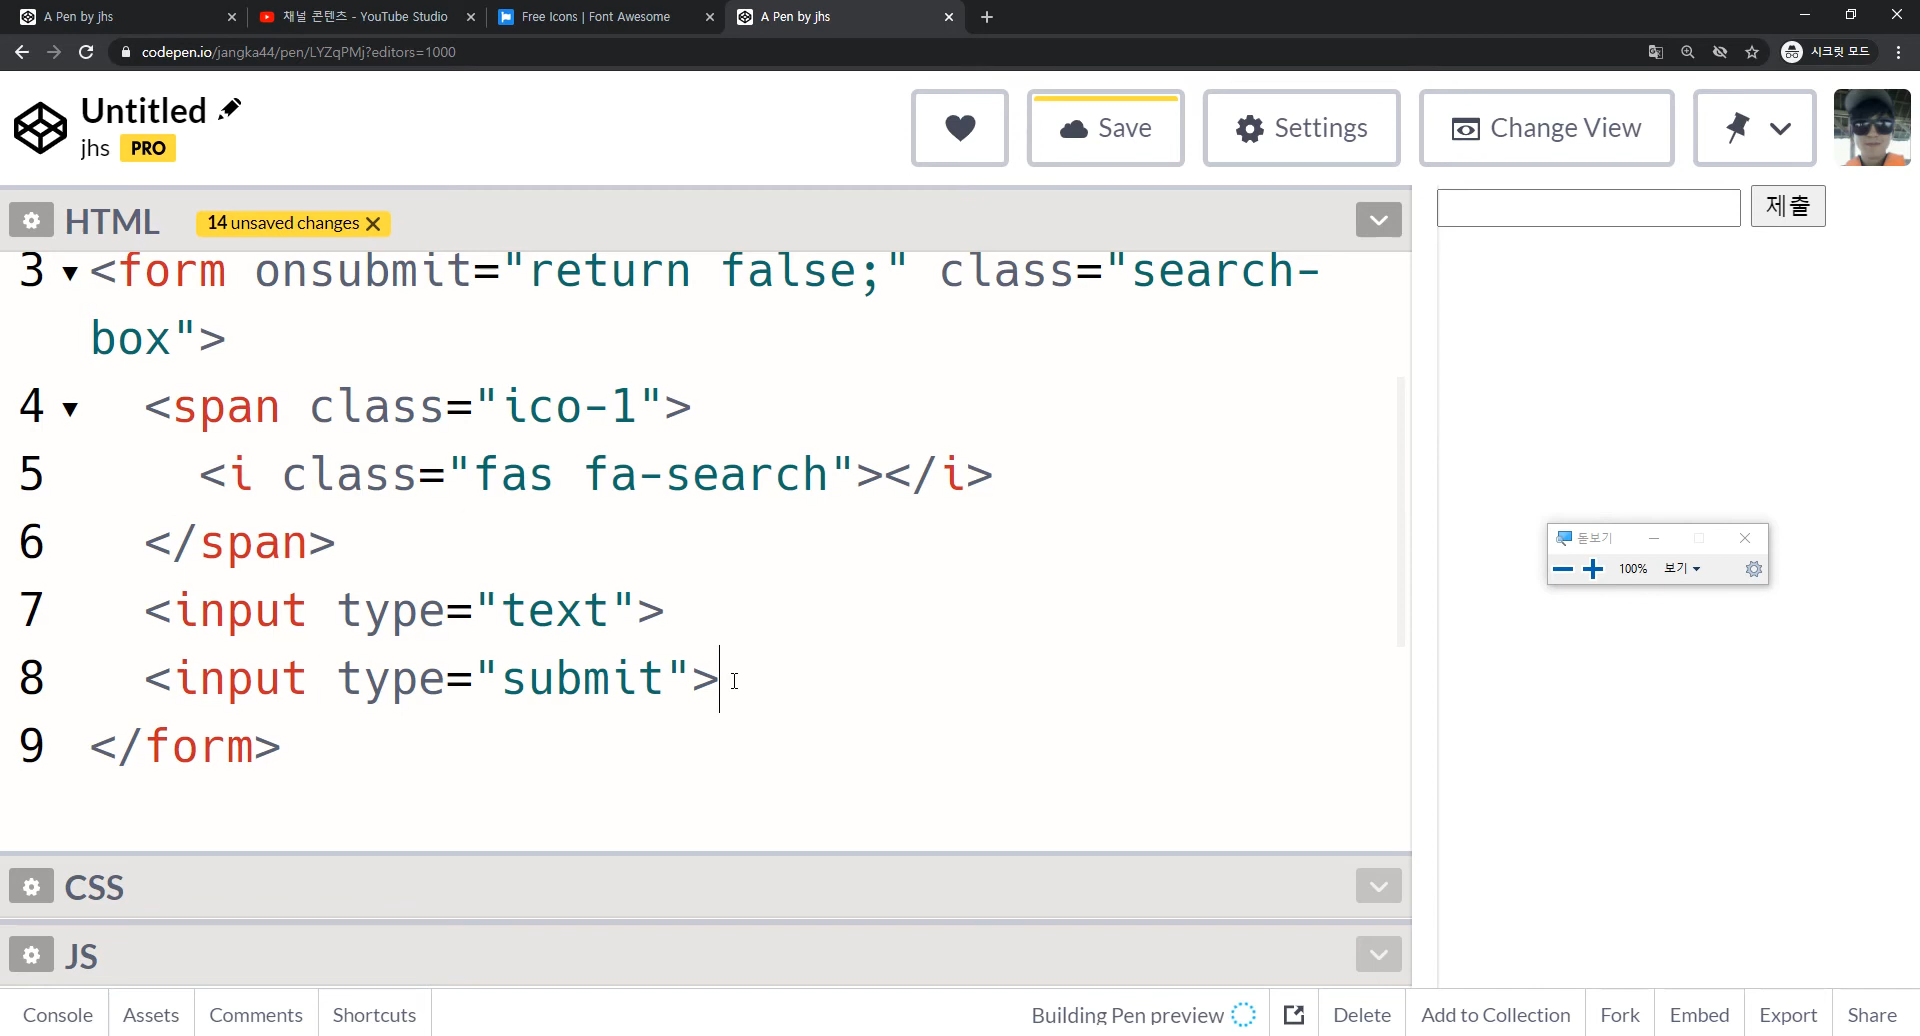 A Pen by jhs
채널 콘텐츠 - YouTube Studio
Free Icons | Font Awesome
A Pen by jhs
codepen.io/jangka44/pen/LYZqPMj?editors=1000
시크릿 모드
Untitled
jhs PRO
Save
Settings
Change View
HTML
14 unsaved changes
3 <form onsubmit="return false;" class="search-
box">
4 <span class="ico-1">
5 <i class="fas fa-search"></i>
6 </span>
7 <input type="text">
8 <input type="submit">
9 </form>
제출
돋보기
100% 보기
CSS
JS
Console
Assets
Comments
Shortcuts
Building Pen preview
Delete
Add to Collection
Fork
Embed
Export
Share